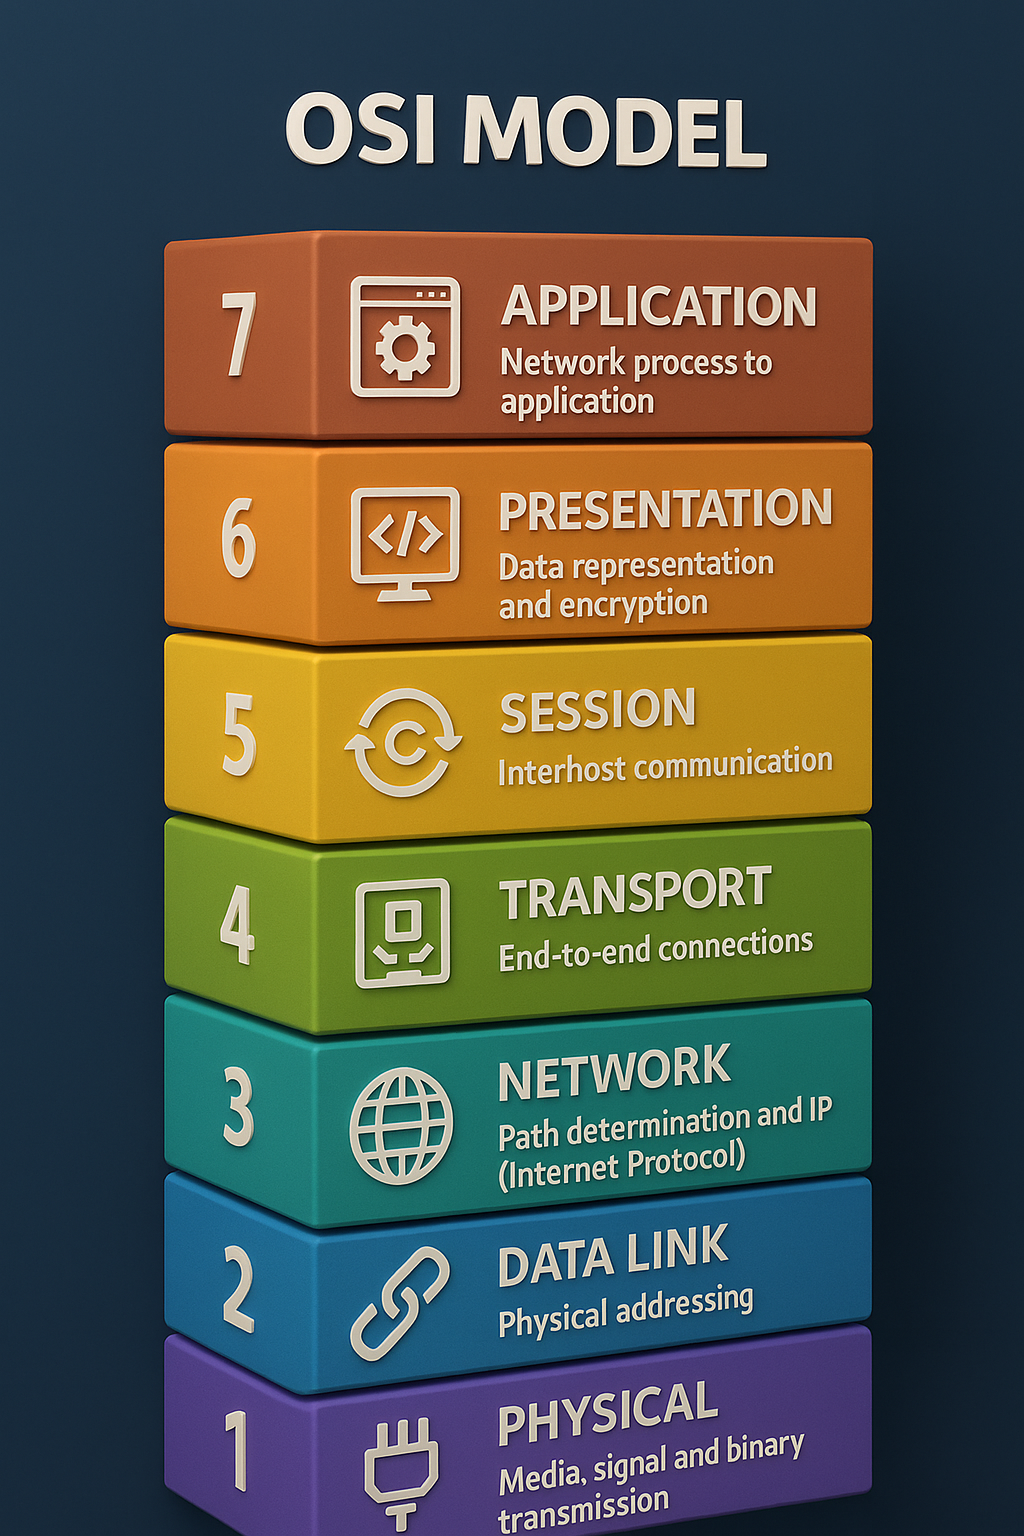 OSI MODEL
7
APPLICATION
Network process to
application
6
PRESENTATION
Data representation
and encryption
5
C
SESSION
Interhost communication
4
TRANSPORT
End-to-end connections
3
NETWORK
Path determination and IP
(Internet Protocol)
2
DATA LINK
Physical addressing
1
PHYSICAL
Media, signal and binary
transmission